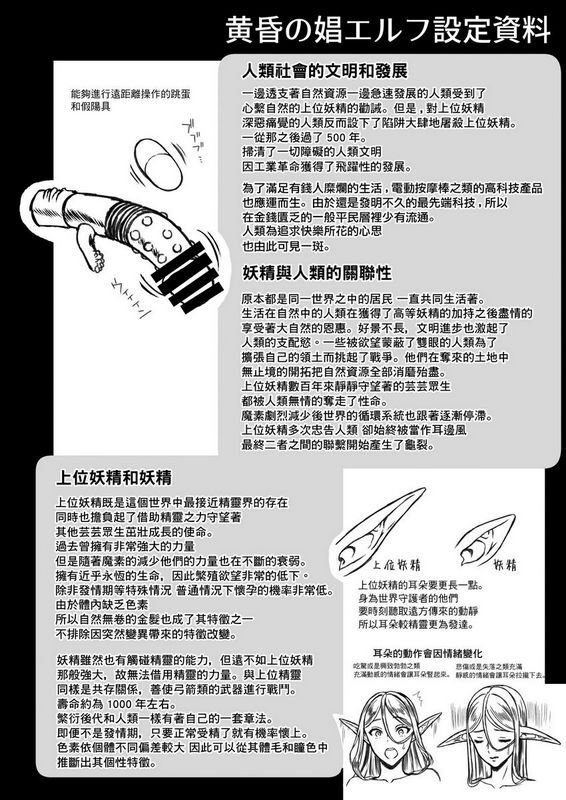 黄昏の娼エルフ設定資料
能夠進行遠距離操作的跳蛋
和假陽具
人類社會的文明和發展
一邊透支著自然資源一邊急速發展的人類受到了
心繫自然的上位妖精的勸誡。但是，對上位妖精
深惡痛覺的人類反而設下了陷阱大肆地屠殺上位妖精。
一從那之後過了 500 年。
掃清了一切障礙的人類文明
因工業革命獲得了飛躍性的發展。
為了滿足有錢人糜爛的生活，電動按摩棒之類的高科技產品
也應運而生。由於還是發明不久的最先端科技，所以
在金錢匱乏的一般平民層裡少有流通。
人類為追求快樂所花的心思
也由此可見一斑。
妖精與人類的關聯性
原本都是同一世界之中的居民 一直共同生活著。
生活在自然中的人類在獲得了高等妖精的加持之後盡情的
享受著大自然的恩惠。好景不長，文明進步也激起了
人類的支配慾。一些被欲望蒙蔽了雙眼的人類為了
擴張自己的領土而挑起了戰爭。他們在奪來的土地中
無止境的開拓把自然資源全部消磨殆盡。
上位妖精數百年來靜靜守望著的芸芸眾生
都被人類無情的奪走了性命。
魔素劇烈減少後世界的循環系統也跟著逐漸停滯。
上位妖精多次忠告人類 卻始終被當作耳邊風
最終二者之間的聯繫開始產生了龜裂。
上位妖精和妖精
上位妖精既是這個世界中最接近精靈界的存在
同時也擔負起了借助精靈之力守望著
其他芸芸眾生茁壯成長的使命。
過去曾擁有非常強大的力量
但是隨著魔素的減少他們的力量也在不斷的衰弱。
擁有近乎永恆的生命，因此繁殖欲望非常的低下。
除非發情期等特殊情況 普通情況下懷孕的機率非常低。
由於體內缺乏色素
所以自然無卷的金髮也成了其特徵之一
不排除因突然變異帶來的特徵改變。
妖精雖然也有觸碰精靈的能力，但遠不如上位妖精
那般強大，故無法借用精靈的力量。與上位精靈
同樣是共存關係，善使弓箭類的武器進行戰鬥。
壽命約為 1000 年左右。
繁衍後代和人類一樣有著自己的一套章法。
即便不是發情期，只要正常受精了就有機率懷上。
色素依個體不同偏差較大 因此可以從其體毛和瞳色中
推斷出其個性特徵。
上位妖精
妖精
上位妖精的耳朵要更長一點。
身為世界守護者的他們
要時刻聽取遠方傳來的動靜
所以耳朵較精靈更為發達。
耳朵的動作會因情緒變化
吃驚或是興致勃勃之類
充滿動感的情緒會讓耳朵豎起來。
悲傷或是失落之類充滿
靜感的情緒會讓耳朵拉攏下去。